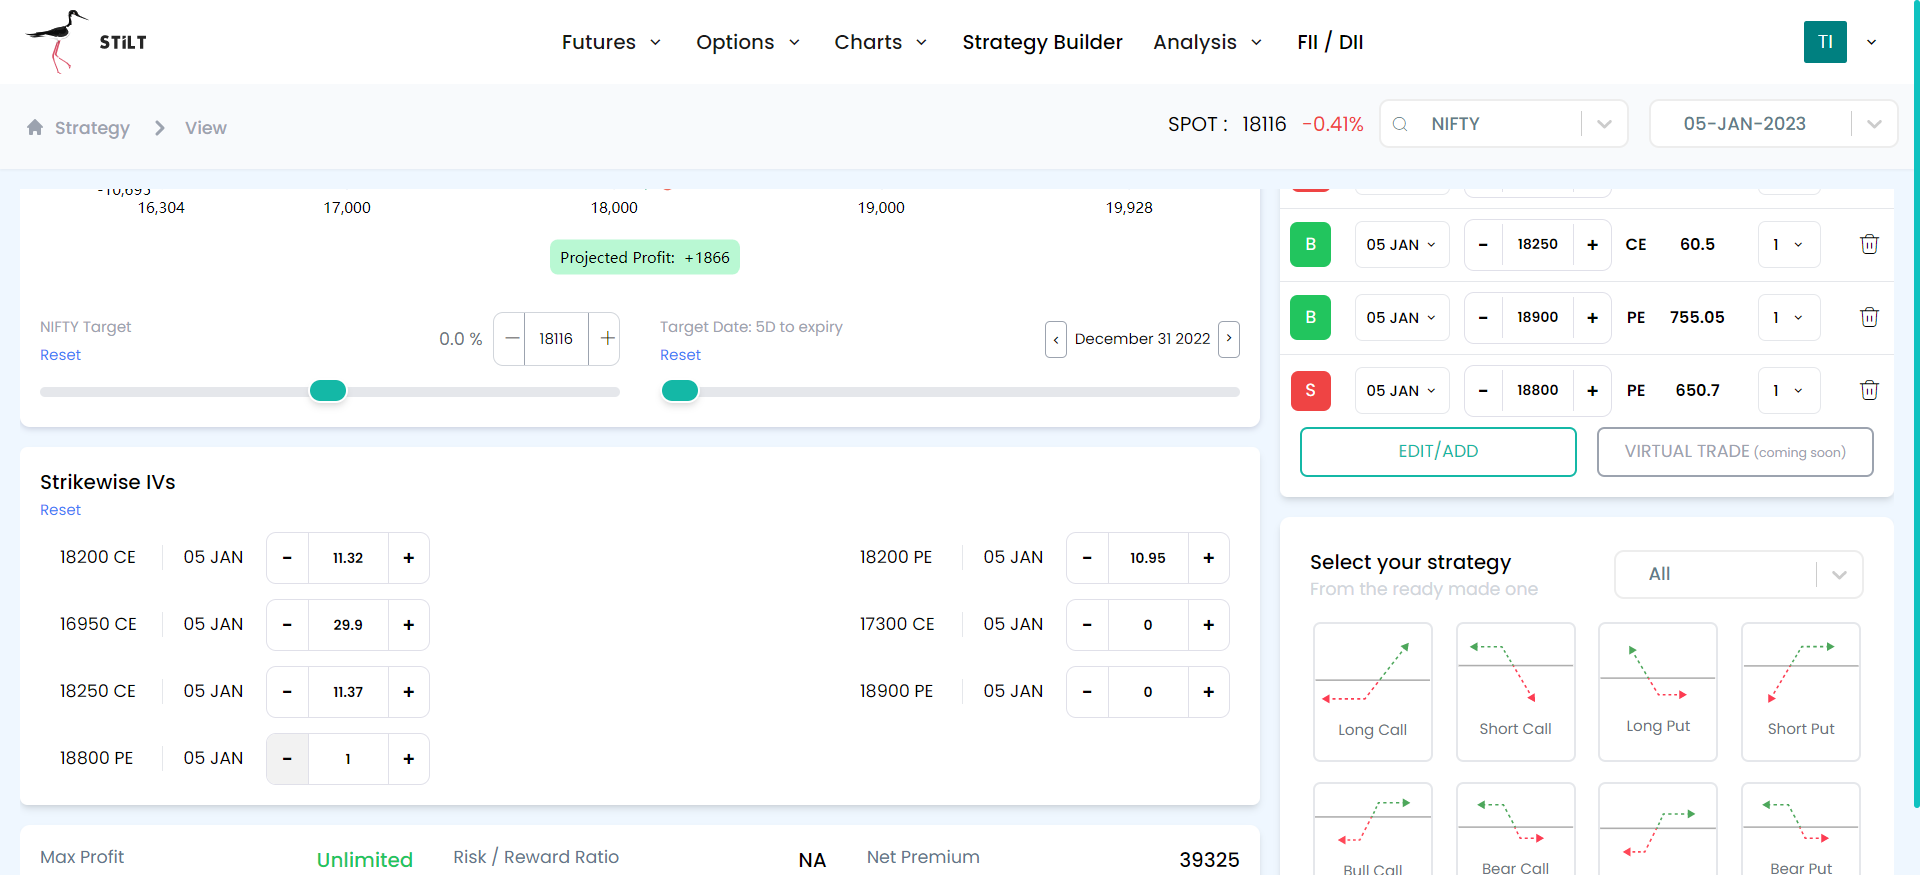 STiLT
Futures Options Charts Strategy Builder Analysis FII / DII
TI
Strategy View
SPOT : 18116 -0.41% NIFTY 05-JAN-2023
-10,695
16,304 17,000 18,000 19,000 19,928
Projected Profit: +1866
NIFTY Target
Reset
0.0 % 18116
Target Date: 5D to expiry
Reset
< December 31 2022 >
B 05 JAN - 18250 + CE 60.5 1
B 05 JAN - 18900 + PE 755.05 1
S 05 JAN - 18800 + PE 650.7 1
EDIT/ADD VIRTUAL TRADE (coming soon)
Strikewise IVs
Reset
18200 CE 05 JAN - 11.32 + 18200 PE 05 JAN - 10.95 +
16950 CE 05 JAN - 29.9 + 17300 CE 05 JAN - 0 +
18250 CE 05 JAN - 11.37 + 18900 PE 05 JAN - 0 +
18800 PE 05 JAN - 1 +
Max Profit Unlimited Risk / Reward Ratio NA Net Premium 39325
Select your strategy
From the ready made one
All
Long Call Short Call Long Put Short Put
Bull Call Bear Call Bear Put